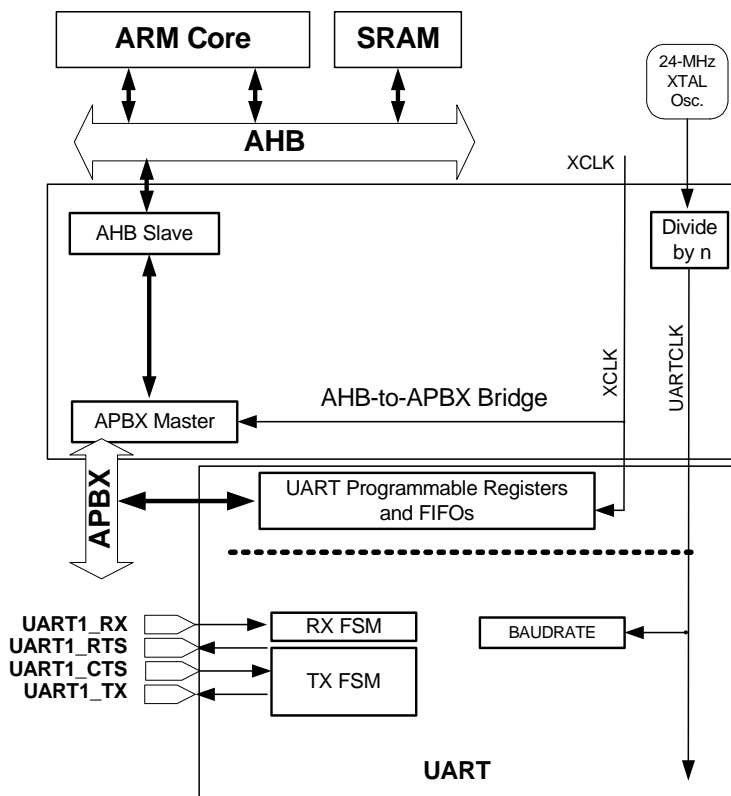 ARM Core
SRAM
24-MHz
XTAL
Osc.
AHB
XCLK
AHB Slave
Divide
by n
XCLK
UARTCLK
AHB-to-APBX Bridge
APBX Master
APBX
UART Programmable Registers
and FIFOs
UART1_RX
UART1_RTS
UART1_CTS
UART1_TX
RX FSM
TX FSM
BAUDRATE
UART